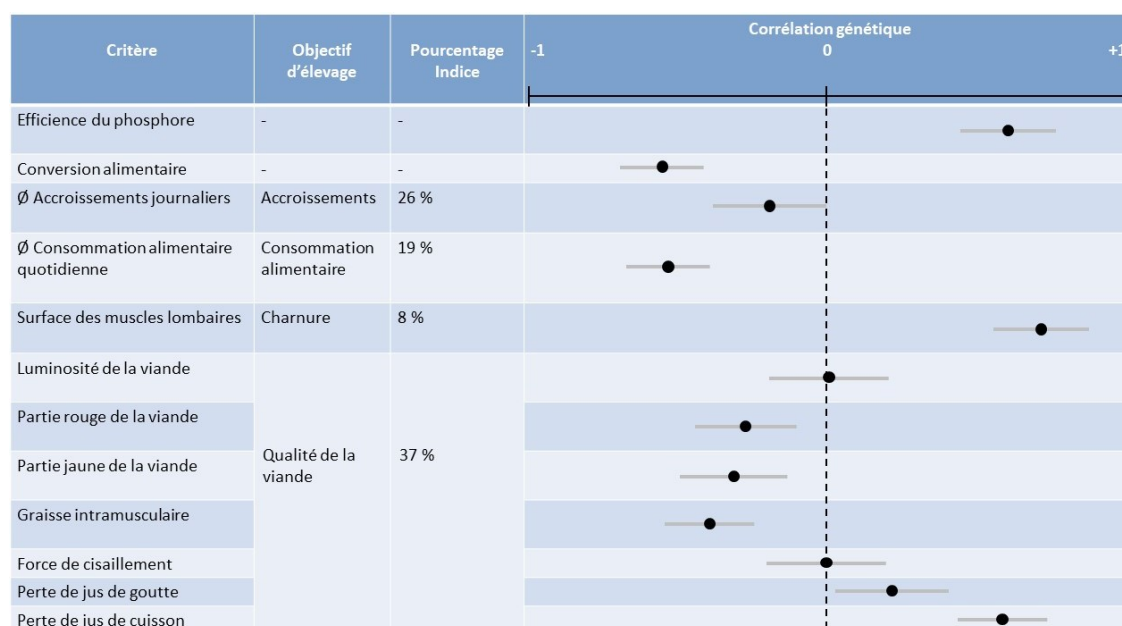 Critère
Objectif
d'élevage
Pourcentage
Indice
Corrélation génétique
-1
0
+1
Efficience du phosphore
-
-
Conversion alimentaire
-
-
Ø Accroissements journaliers
Accroissements
26 %
Ø Consommation alimentaire
quotidienne
Consommation
alimentaire
19 %
Surface des muscles lombaires
Charnure
8 %
Luminosité de la viande
Partie rouge de la viande
Partie jaune de la viande
Qualité de la
viande
37 %
Graisse intramusculaire
Force de cisaillement
Perte de jus de goutte
Perte de jus de cuisson